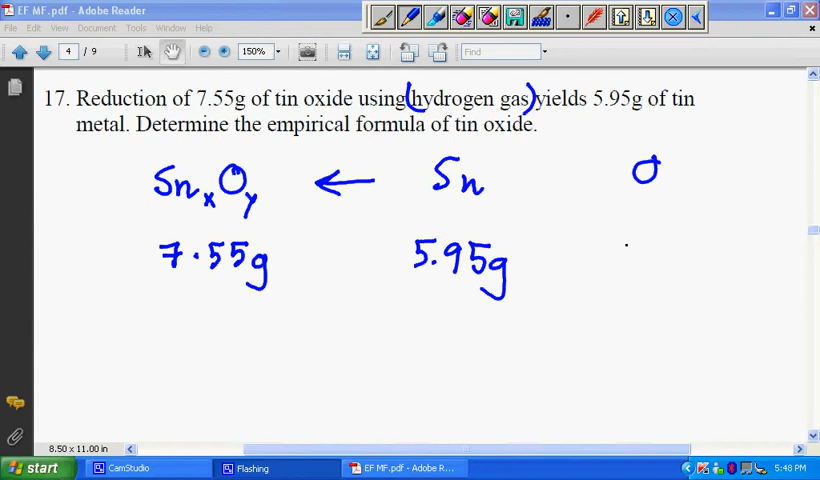 EF MF.pdf - Adobe Reader
File Edit View Document Tools Window Help
4 / 9 150% Find
17. Reduction of 7.55g of tin oxide using (hydrogen gas) yields 5.95g of tin
metal. Determine the empirical formula of tin oxide.
SnxOy ← Sn O
7.55g 5.95g
8.50 x 11.00 in
start CamStudio Flashing EF MF.pdf - Adobe R... 5:48 PM